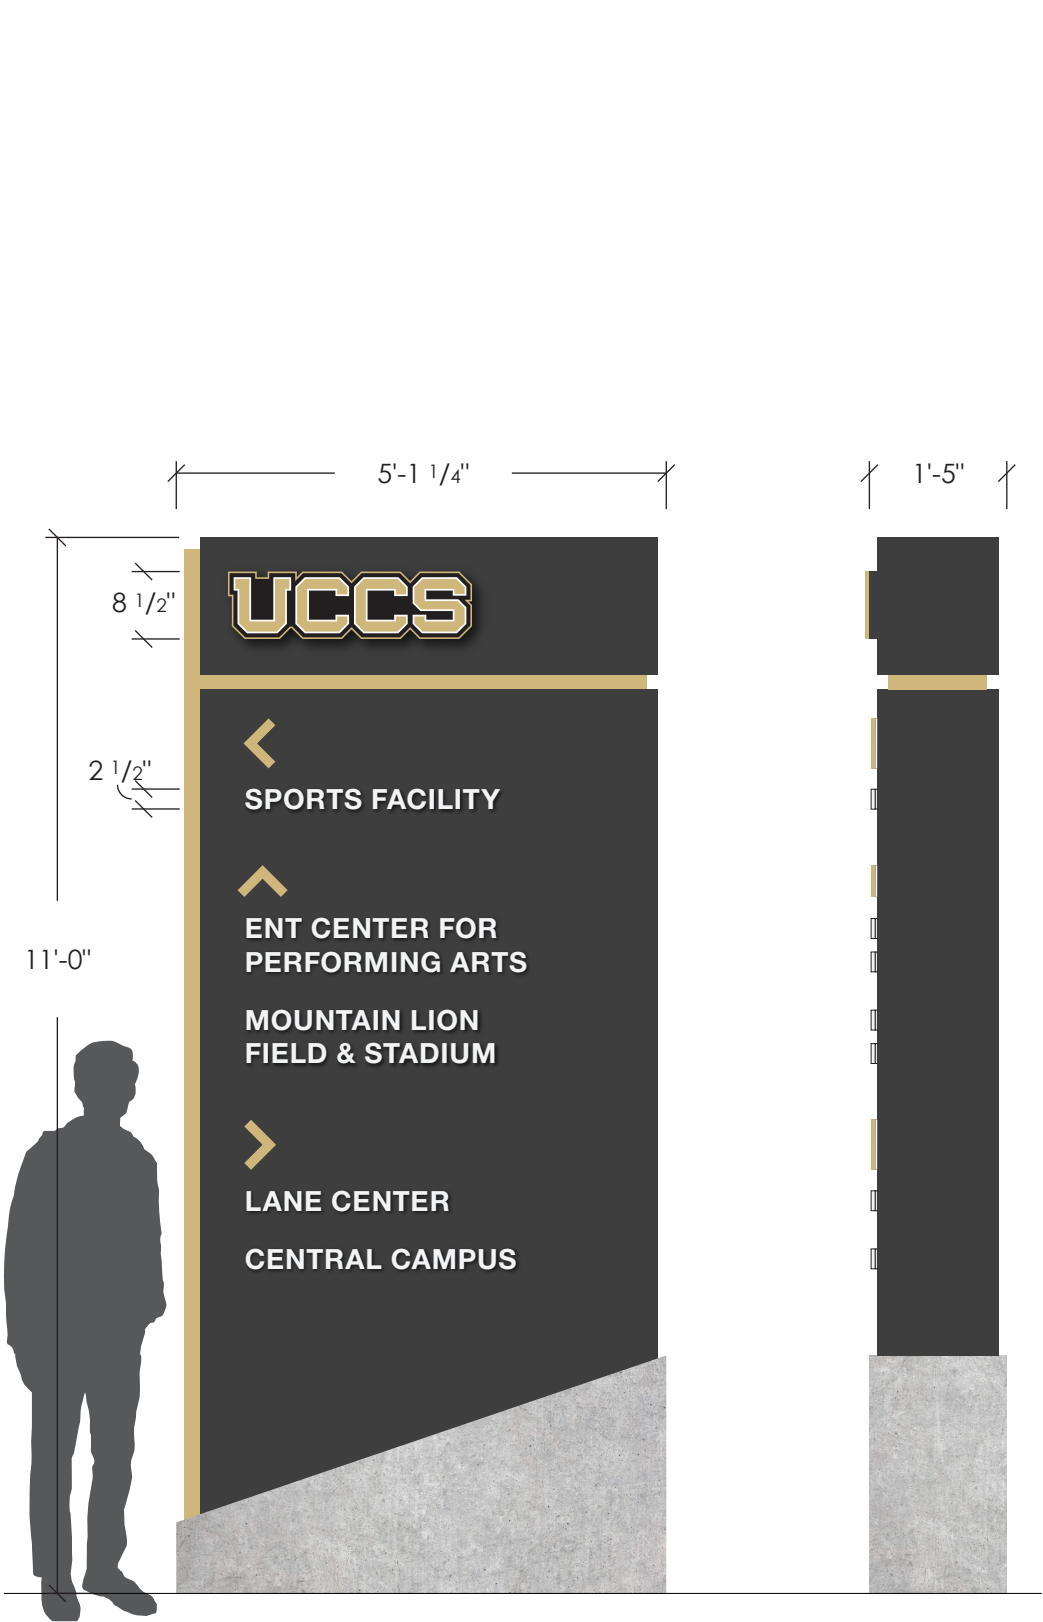 5'-1 1/4"
1'-5"
8 1/2"
UCCS
2 1/2"
SPORTS FACILITY
ENT CENTER FOR
PERFORMING ARTS
11'-0"
MOUNTAIN LION
FIELD & STADIUM
LANE CENTER
CENTRAL CAMPUS